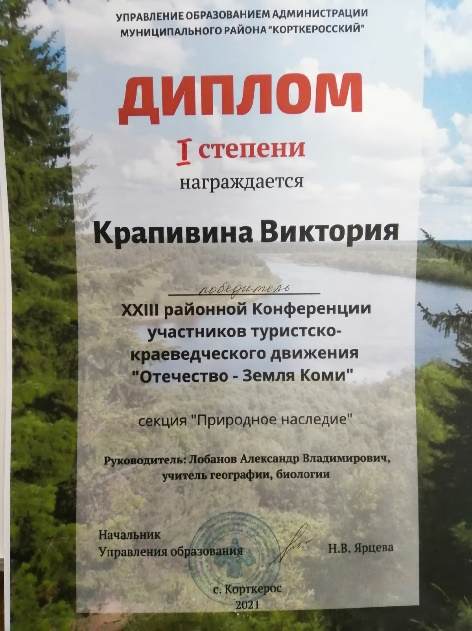 УПРАВЛЕНИЕ ОБРАЗОВАНИЕМ АДМИНИСТРАЦИИ
МУНИЦИПАЛЬНОГО РАЙОНА "КОРТКЕРОССКИЙ"
ДИПЛОМ
I степени
награждается
Крапивина Виктория
победитель
XXIII районной Конференции
участников туристско-
краеведческого движения
"Отечество - Земля Коми"
секция "Природное наследие"
Руководитель: Лобанов Александр Владимирович,
учитель географии, биологии
Начальник
Управления образования
Н.В. Ярцева
с. Корткерос
2021